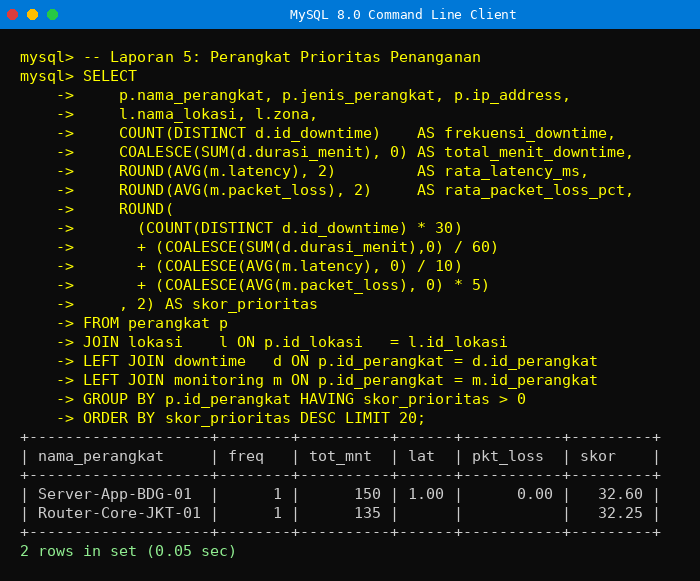 MySQL 8.0 Command Line Client
mysql> -- Laporan 5: Perangkat Prioritas Penanganan
mysql> SELECT
    ->     p.nama_perangkat, p.jenis_perangkat, p.ip_address,
    ->     l.nama_lokasi, l.zona,
    ->     COUNT(DISTINCT d.id_downtime)    AS frekuensi_downtime,
    ->     COALESCE(SUM(d.durasi_menit), 0) AS total_menit_downtime,
    ->     ROUND(AVG(m.latency), 2)         AS rata_latency_ms,
    ->     ROUND(AVG(m.packet_loss), 2)     AS rata_packet_loss_pct,
    ->     ROUND(
    ->       (COUNT(DISTINCT d.id_downtime) * 30)
    ->       + (COALESCE(SUM(d.durasi_menit),0) / 60)
    ->       + (COALESCE(AVG(m.latency), 0) / 10)
    ->       + (COALESCE(AVG(m.packet_loss), 0) * 5)
    ->     , 2) AS skor_prioritas
    -> FROM perangkat p
    -> JOIN lokasi    l ON p.id_lokasi   = l.id_lokasi
    -> LEFT JOIN downtime   d ON p.id_perangkat = d.id_perangkat
    -> LEFT JOIN monitoring m ON p.id_perangkat = m.id_perangkat
    -> GROUP BY p.id_perangkat HAVING skor_prioritas > 0
    -> ORDER BY skor_prioritas DESC LIMIT 20;
+--------------------+--------+----------+------+-----------+---------+
| nama_perangkat     | freq   | tot_mnt  | lat  | pkt_loss  | skor    |
+--------------------+--------+----------+------+-----------+---------+
| Server-App-BDG-01  |      1 |      150 | 1.00 |      0.00 |   32.60 |
| Router-Core-JKT-01 |      1 |      135 |      |           |   32.25 |
+--------------------+--------+----------+------+-----------+---------+
2 rows in set (0.05 sec)